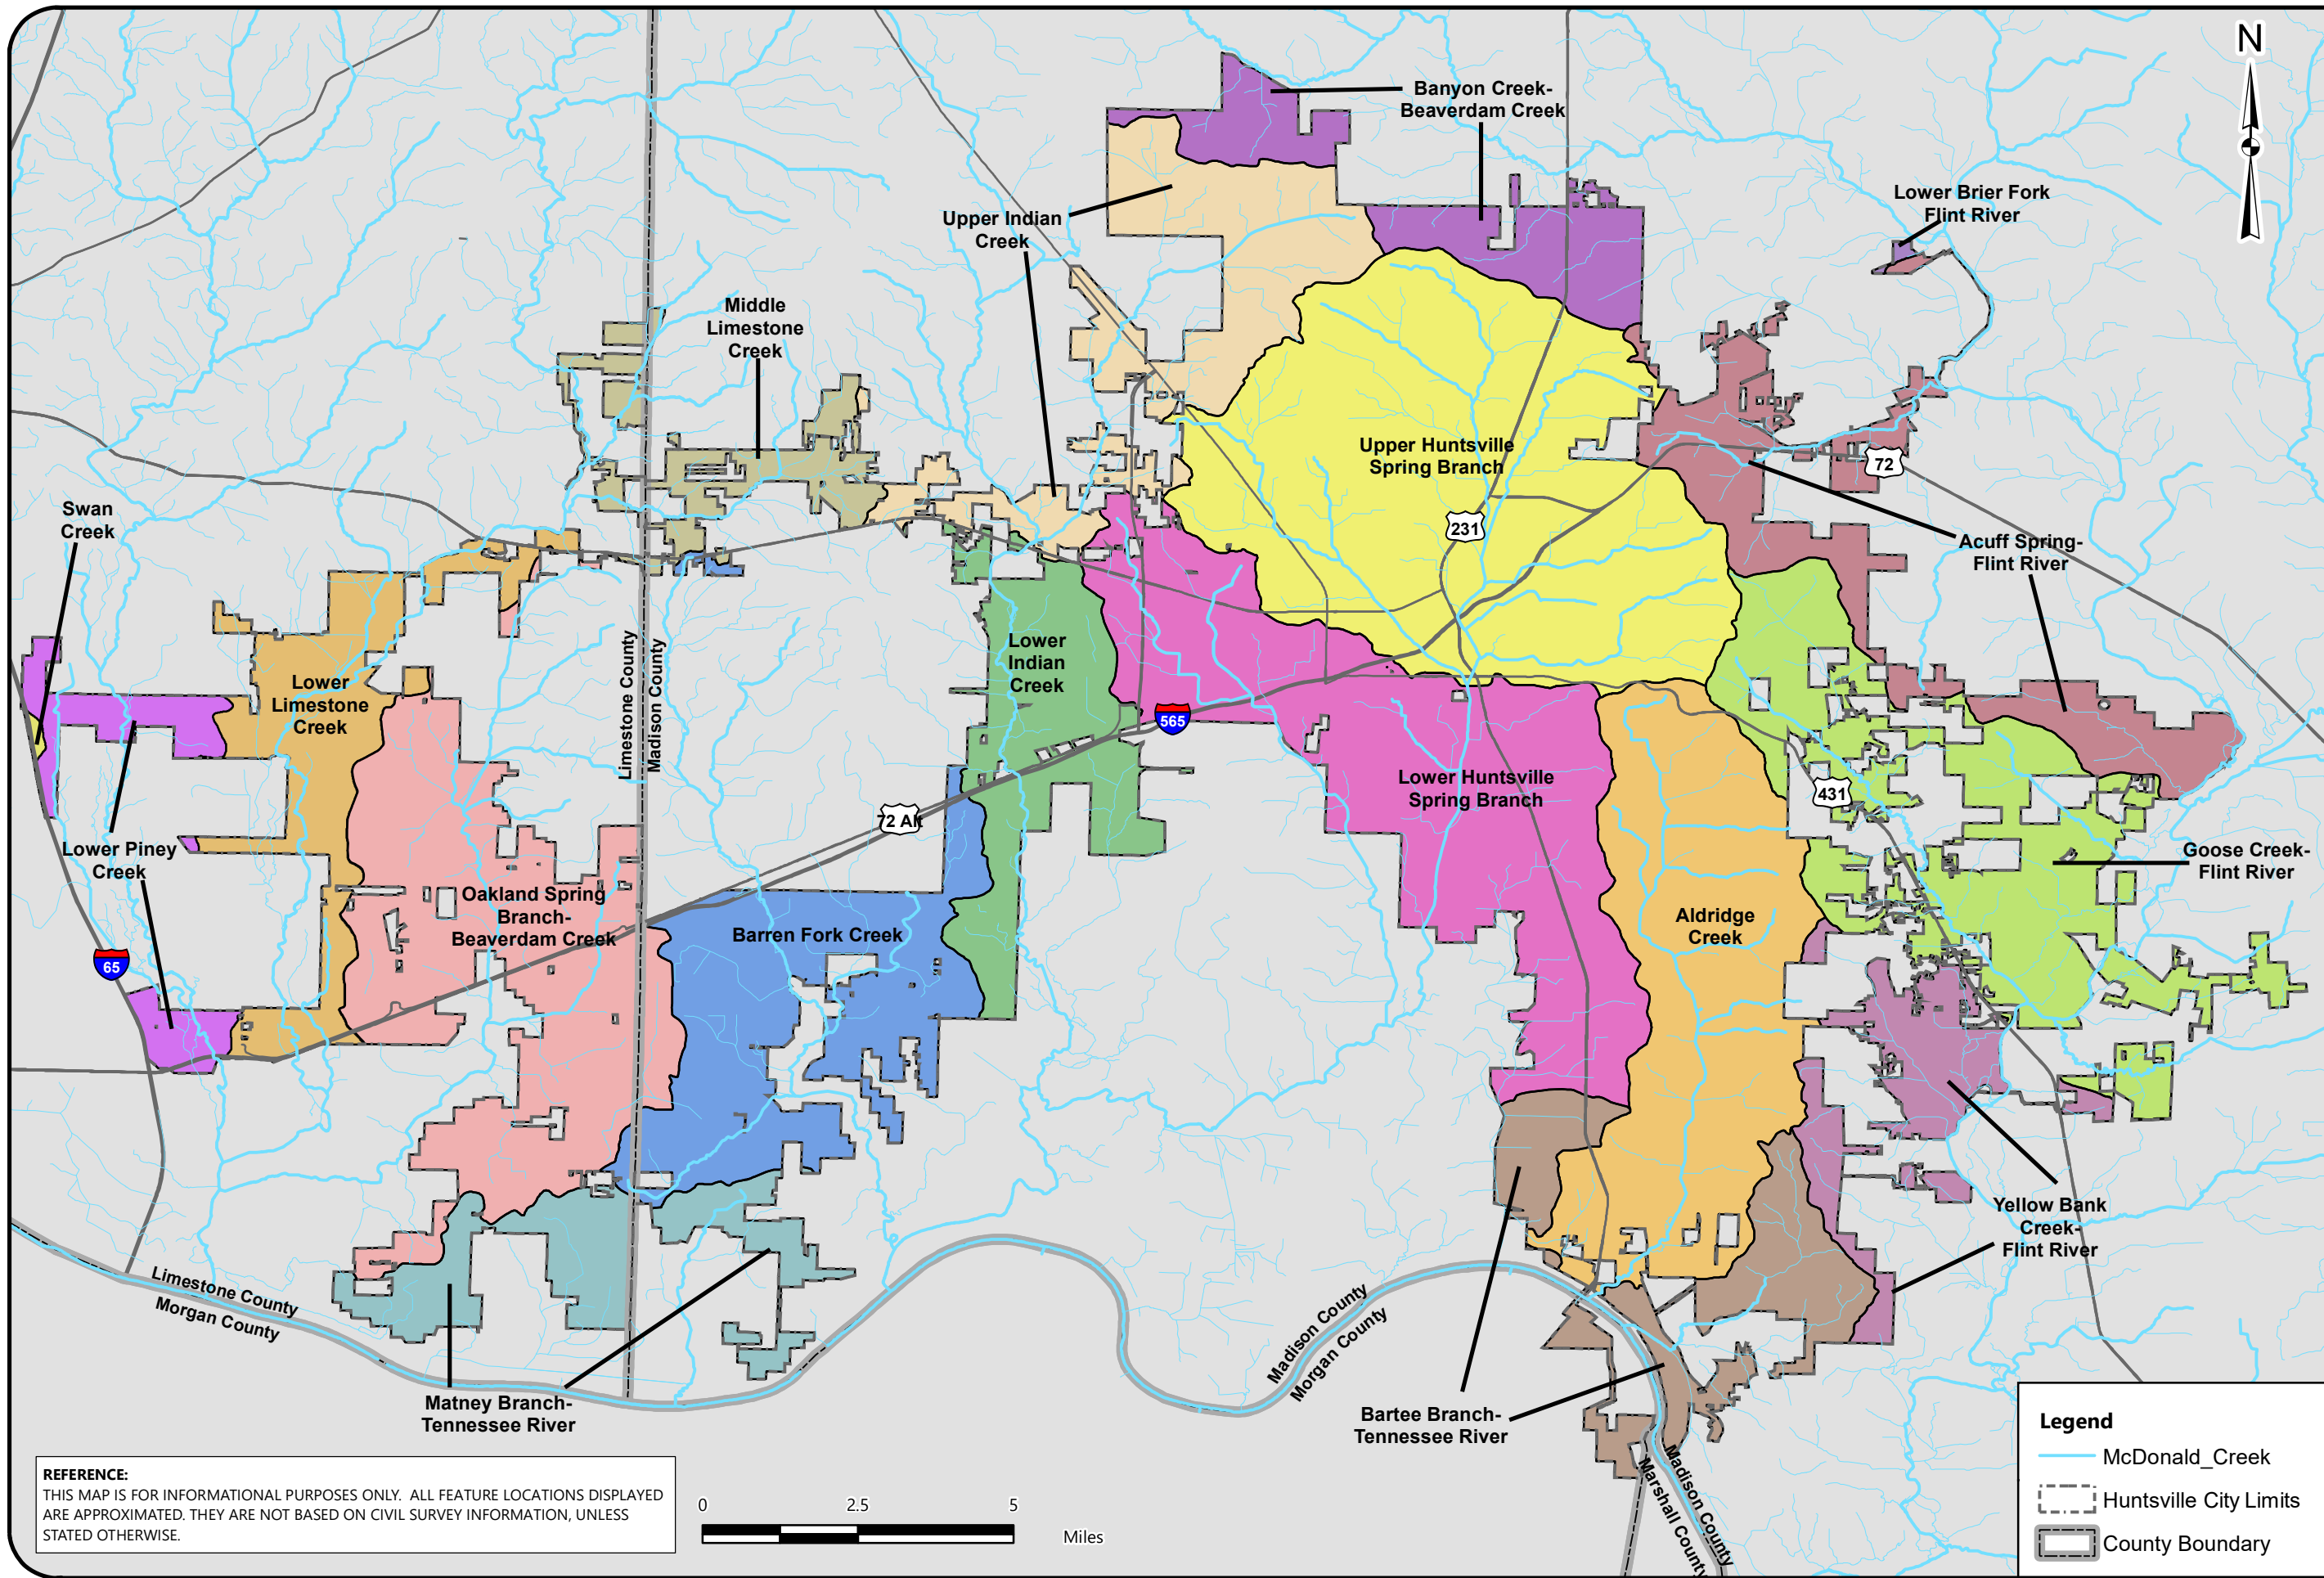 N
Banyon Creek-
Beaverdam Creek
Lower Brier Fork
Flint River
Upper Indian
Creek
Middle
Limestone
Creek
Upper Huntsville
Spring Branch
72
Swan
Creek
231
Acuff Spring-
Flint River
Lower
Indian
Creek
Limestone County
Madison County
Lower
Limestone
Creek
565
Lower Huntsville
Spring Branch
431
72 Alt
Lower Piney
Creek
Goose Creek-
Flint River
Oakland Spring
Branch-
Beaverdam Creek
Barren Fork Creek
Aldridge
Creek
65
Yellow Bank
Creek-
Flint River
Limestone County
Morgan County
Madison County
Morgan County
Matney Branch-
Tennessee River
Bartee Branch-
Tennessee River
Madison County
Marshall County
REFERENCE:
THIS MAP IS FOR INFORMATIONAL PURPOSES ONLY. ALL FEATURE LOCATIONS DISPLAYED
ARE APPROXIMATED. THEY ARE NOT BASED ON CIVIL SURVEY INFORMATION, UNLESS
STATED OTHERWISE.
0 2.5 5
Miles
Legend
McDonald_Creek
Huntsville City Limits
County Boundary